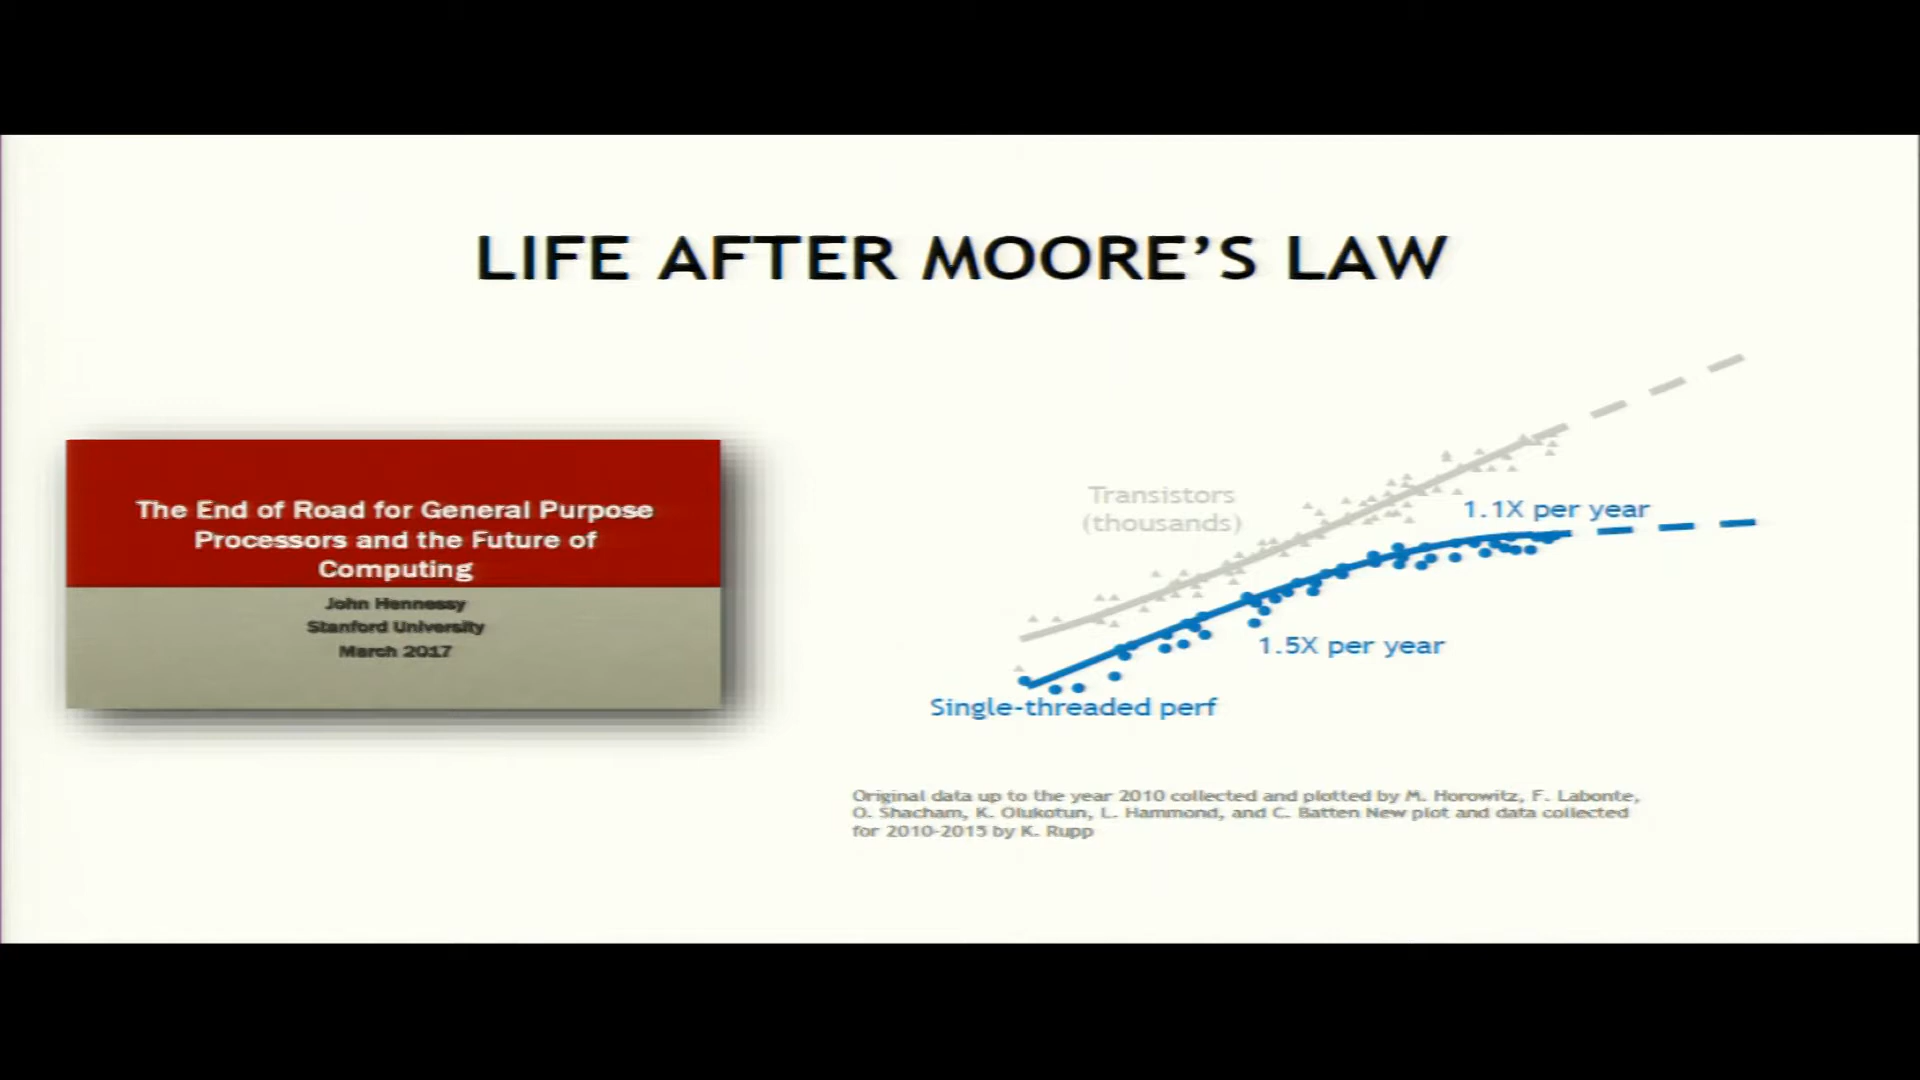 LIFE AFTER MOORE'S LAW
The End of Road for General Purpose
Processors and the Future of
Computing
John Hennessy
Stanford University
March 2017
Transistors
(thousands)
1.1X per year
1.5X per year
Single-threaded perf
Original data up to the year 2010 collected and plotted by M. Horowitz, F. Labonte,
O. Shacham, K. Olukotun, L. Hammond, and C. Batten New plot and data collected
for 2010-2015 by K. Rupp